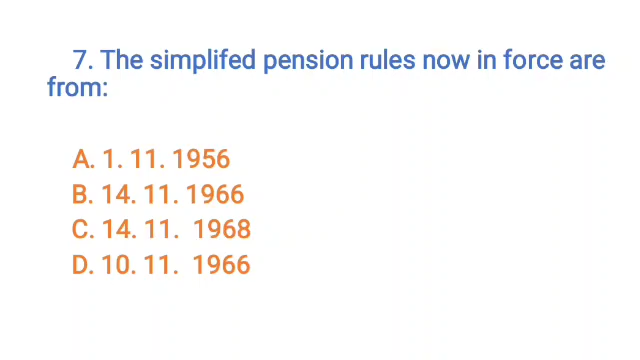 7. The simplifed pension rules now in force are
from:
A. 1. 11. 1956
B. 14. 11. 1966
C. 14. 11. 1968
D. 10. 11. 1966